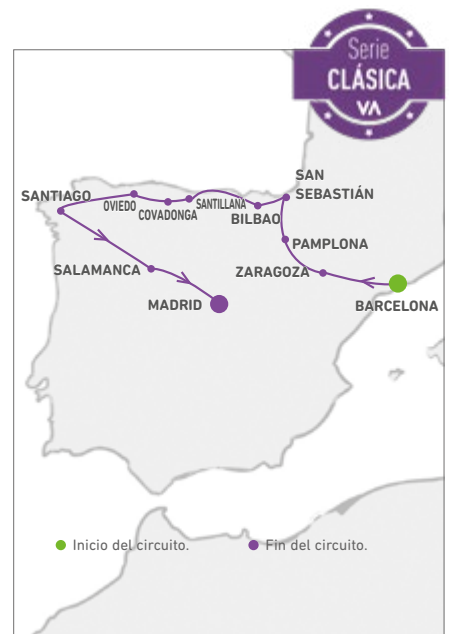 Serie
CLÁSICA
VA
SAN
SEBASTIÁN
SANTIAGO
OVIEDO
COVADONGA
SANTILLANA
BILBAO
PAMPLONA
SALAMANCA
ZARAGOZA
MADRID
BARCELONA
Inicio del circuito.
Fin del circuito.